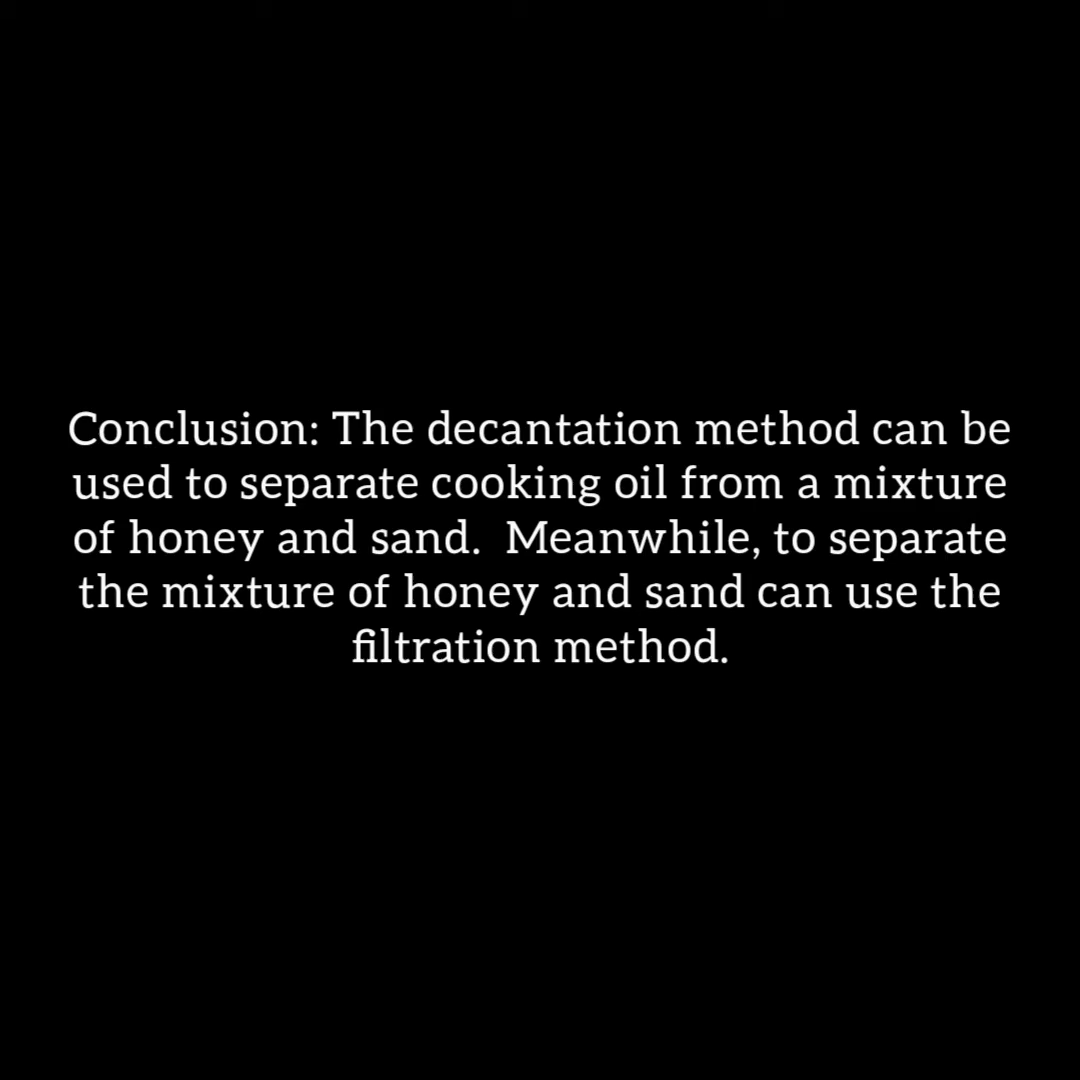 Conclusion: The decantation method can be
used to separate cooking oil from a mixture
of honey and sand.  Meanwhile, to separate
the mixture of honey and sand can use the
filtration method.